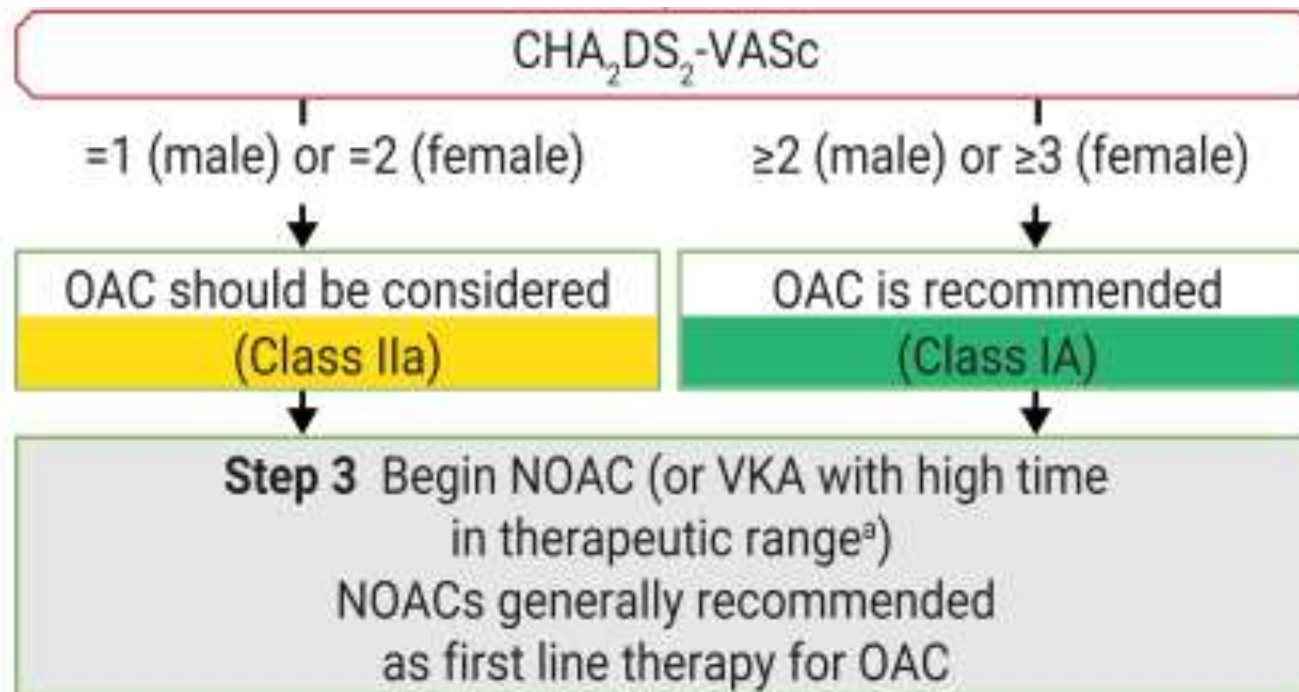 CHA₂DS₂-VASc
=1 (male) or =2 (female)
≥2 (male) or ≥3 (female)
OAC should be considered
(Class IIa)
OAC is recommended
(Class IA)
Step 3 Begin NOAC (or VKA with high time
in therapeutic rangeᵃ)
NOACs generally recommended
as first line therapy for OAC